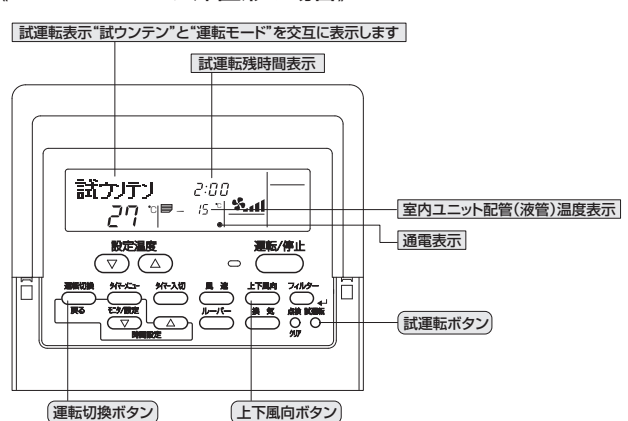 試運転表示“試ウンテン”と“運転モード”を交互に表示します
試運転残時間表示
試ウンテン 2:00
27 ℃ 15 ℃
室内ユニット配管(液管)温度表示
通電表示
設定温度 運転/停止
▽ △
運転切換 タイマーメニュー タイマー入切 風速 上下風向 フィルター
戻る モニタ/設定 ルーバー 換気 点検 試運転
▽ △
時間設定 クリア
試運転ボタン
運転切換ボタン 上下風向ボタン